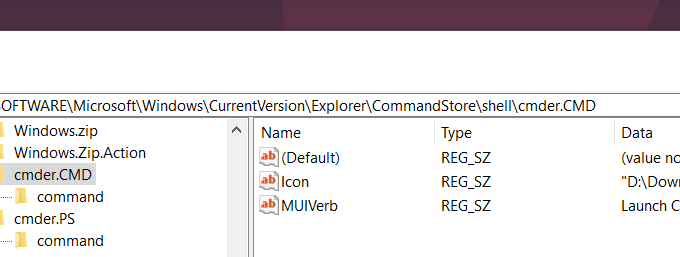 OFTWARE\Microsoft\Windows\CurrentVersion\Explorer\CommandStore\shell\cmder.CMD
Windows.zip
Windows.Zip.Action
cmder.CMD
command
cmder.PS
command
Name Type Data
(Default) REG_SZ (value no
Icon REG_SZ "D:\Dow
MUIVerb REG_SZ Launch C